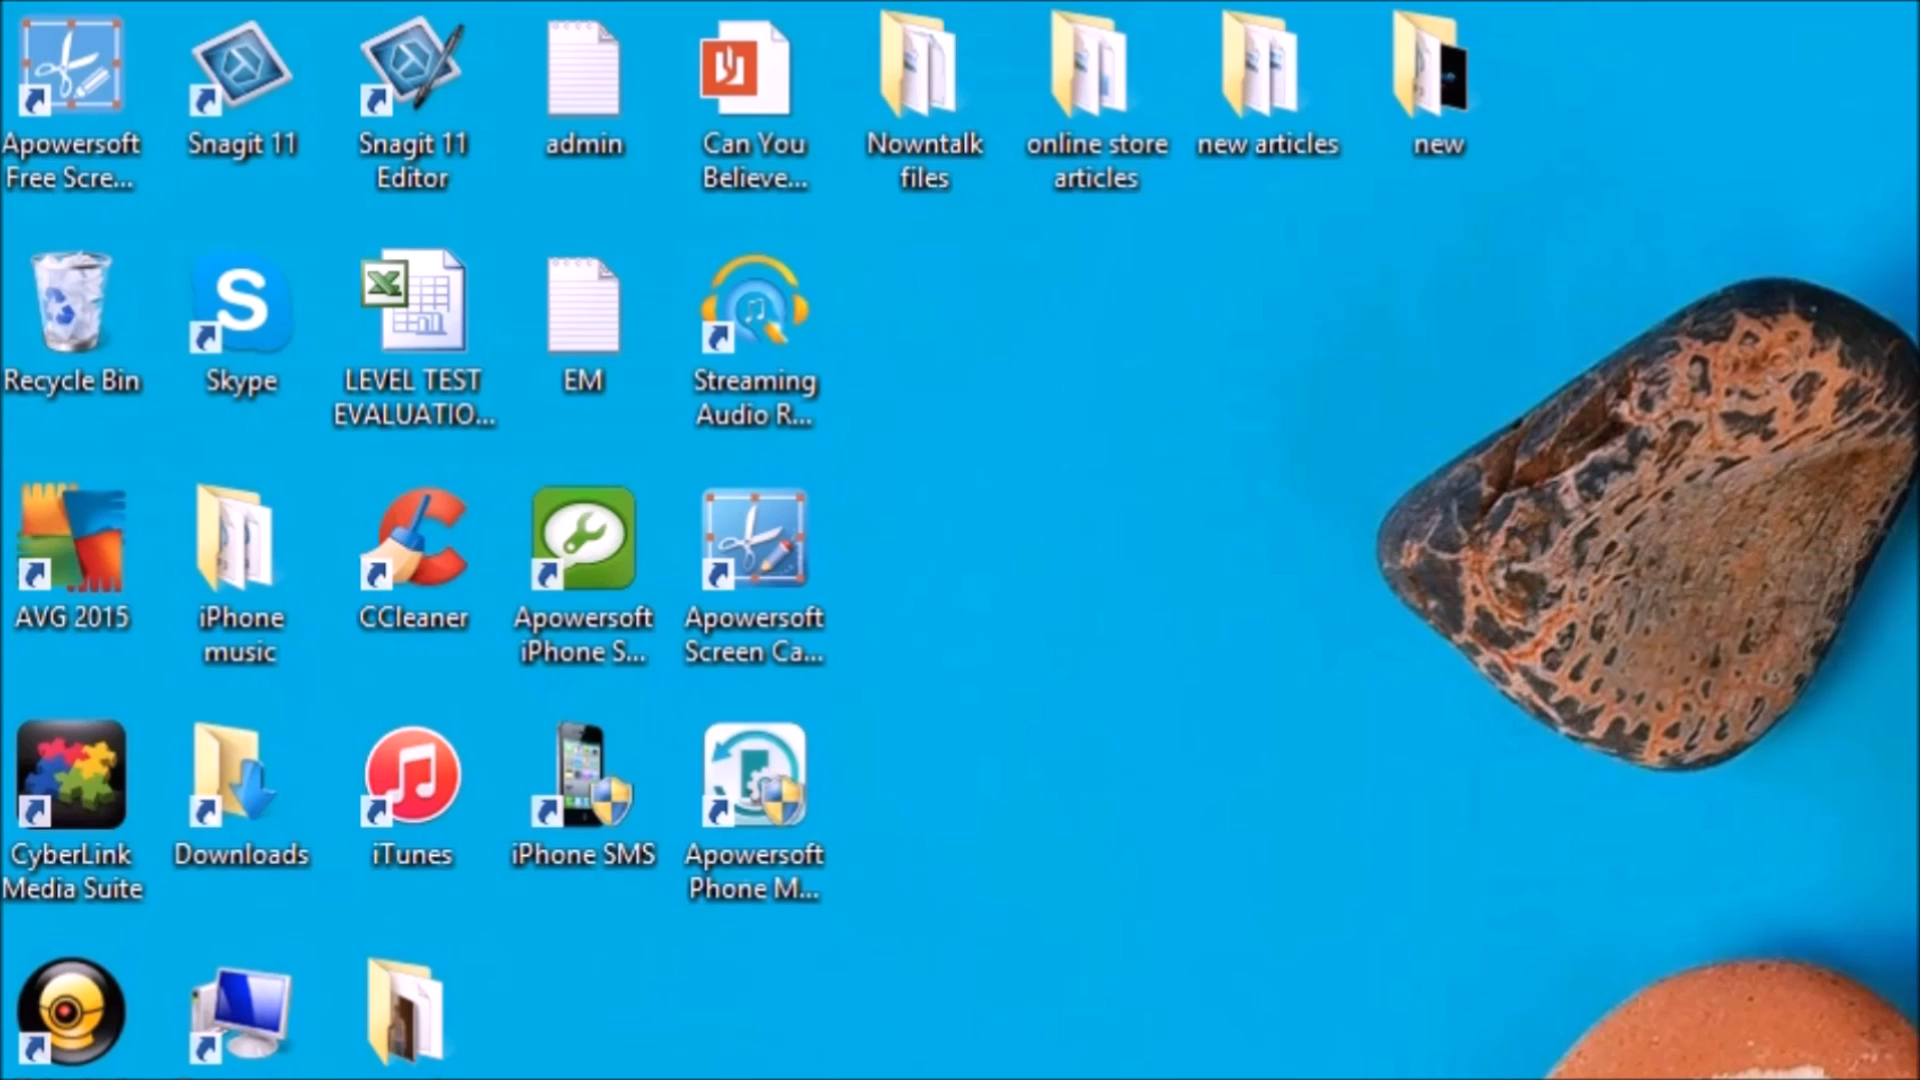 Apowersoft
Free Scre...
Snagit 11
Snagit 11
Editor
admin
Can You
Believe...
Nowntalk
files
online store
articles
new articles
new
Recycle Bin
Skype
LEVEL TEST
EVALUATIO...
EM
Streaming
Audio R...
AVG 2015
iPhone
music
CCleaner
Apowersoft
iPhone S...
Apowersoft
Screen Ca...
CyberLink
Media Suite
Downloads
iTunes
iPhone SMS
Apowersoft
Phone M...